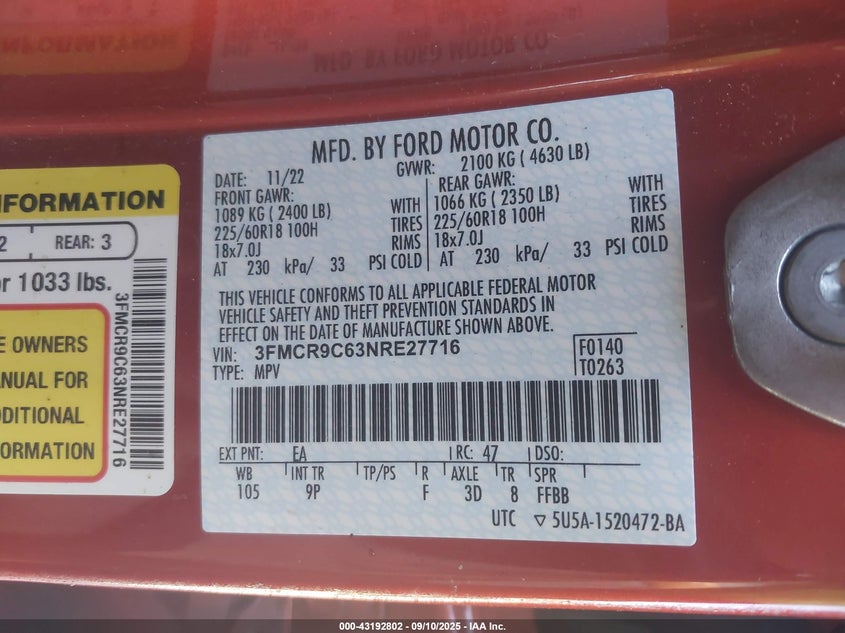 MFD. BY FORD MOTOR CO.
DATE: 11/22
GVWR: 2100 KG ( 4630 LB)
FRONT GAWR:
1089 KG ( 2400 LB) WITH
225/60R18 100H TIRES
18x7.0J RIMS
AT 230 kPa/ 33 PSI COLD
REAR GAWR: WITH
1066 KG ( 2350 LB)
225/60R18 100H TIRES
18x7.0J RIMS
AT 230 kPa/ 33 PSI COLD
THIS VEHICLE CONFORMS TO ALL APPLICABLE FEDERAL MOTOR
VEHICLE SAFETY AND THEFT PREVENTION STANDARDS IN
EFFECT ON THE DATE OF MANUFACTURE SHOWN ABOVE.
VIN: 3FMCR9C63NRE27716
TYPE: MPV
F0140
T0263
EXT PNT: EA RC: 47 DSO:
WB INT TR TP/PS R AXLE TR SPR
105 9P F 3D 8 FFBB
UTC ▽ 5U5A-1520472-BA
NFORMATION
2 REAR: 3
or 1033 lbs.
E OWNERS
ANUAL FOR
DDITIONAL
FORMATION
3FMCR9C63NRE27716
000-43192802 - 09/10/2025 - IAA Inc.